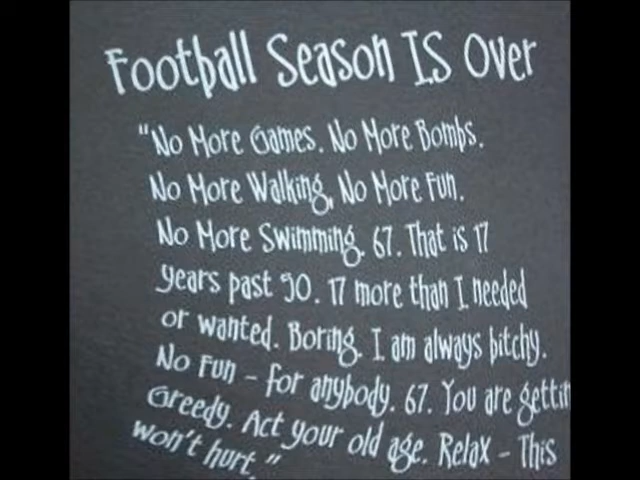 Football Season Is Over
"No More Games. No More Bombs.
No More Walking. No More Fun.
No More Swimming. 67. That is 17
years past 50. 17 more than I needed
or wanted. Boring. I am always bitchy.
No Fun - for anybody. 67. You are gettin
Greedy. Act your old age. Relax - This
won't hurt."